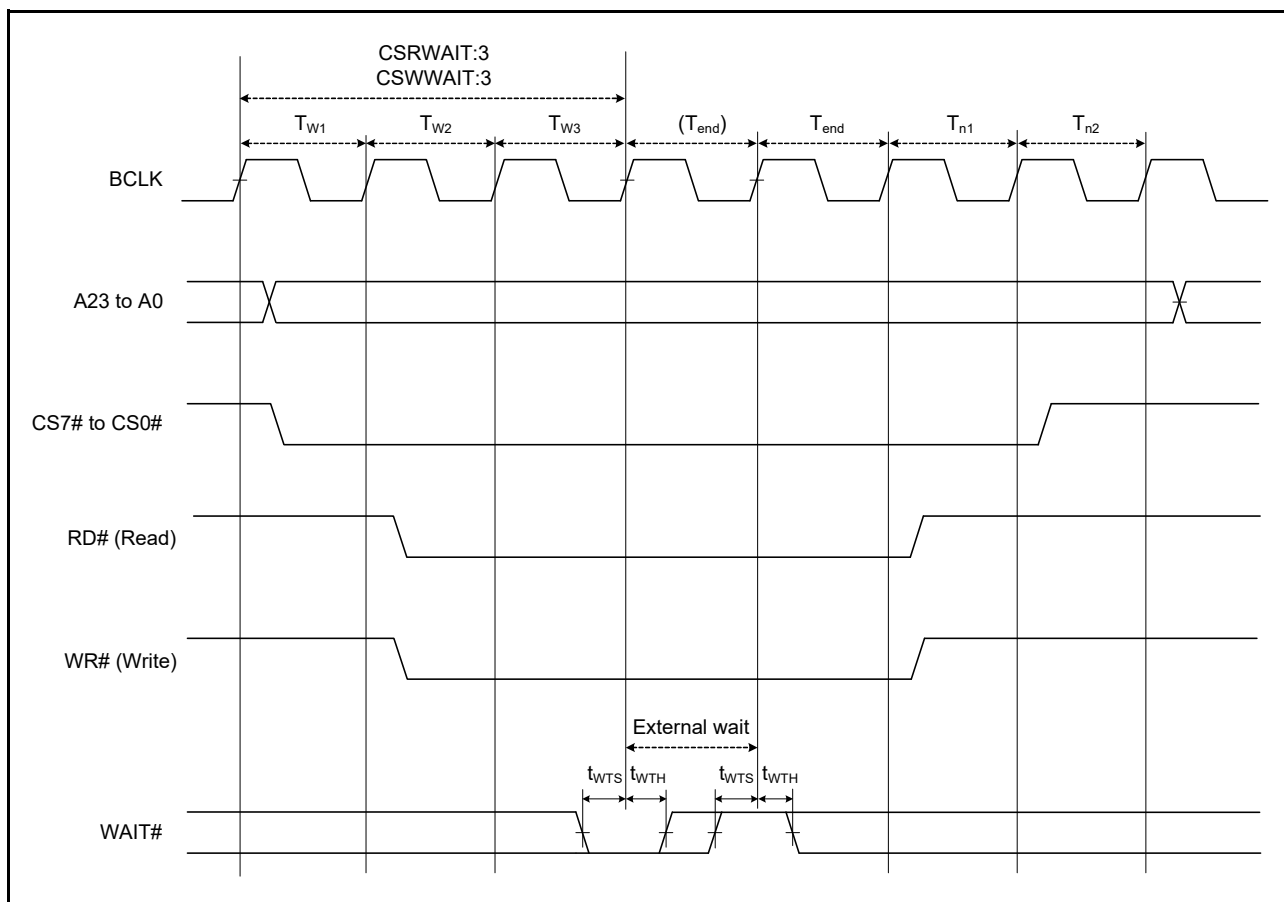 CSRWAIT:3
CSWWAIT:3
TW1 TW2 TW3 (Tend) Tend Tn1 Tn2
BCLK
A23 to A0
CS7# to CS0#
RD# (Read)
WR# (Write)
External wait
tWTS tWTH tWTS tWTH
WAIT#